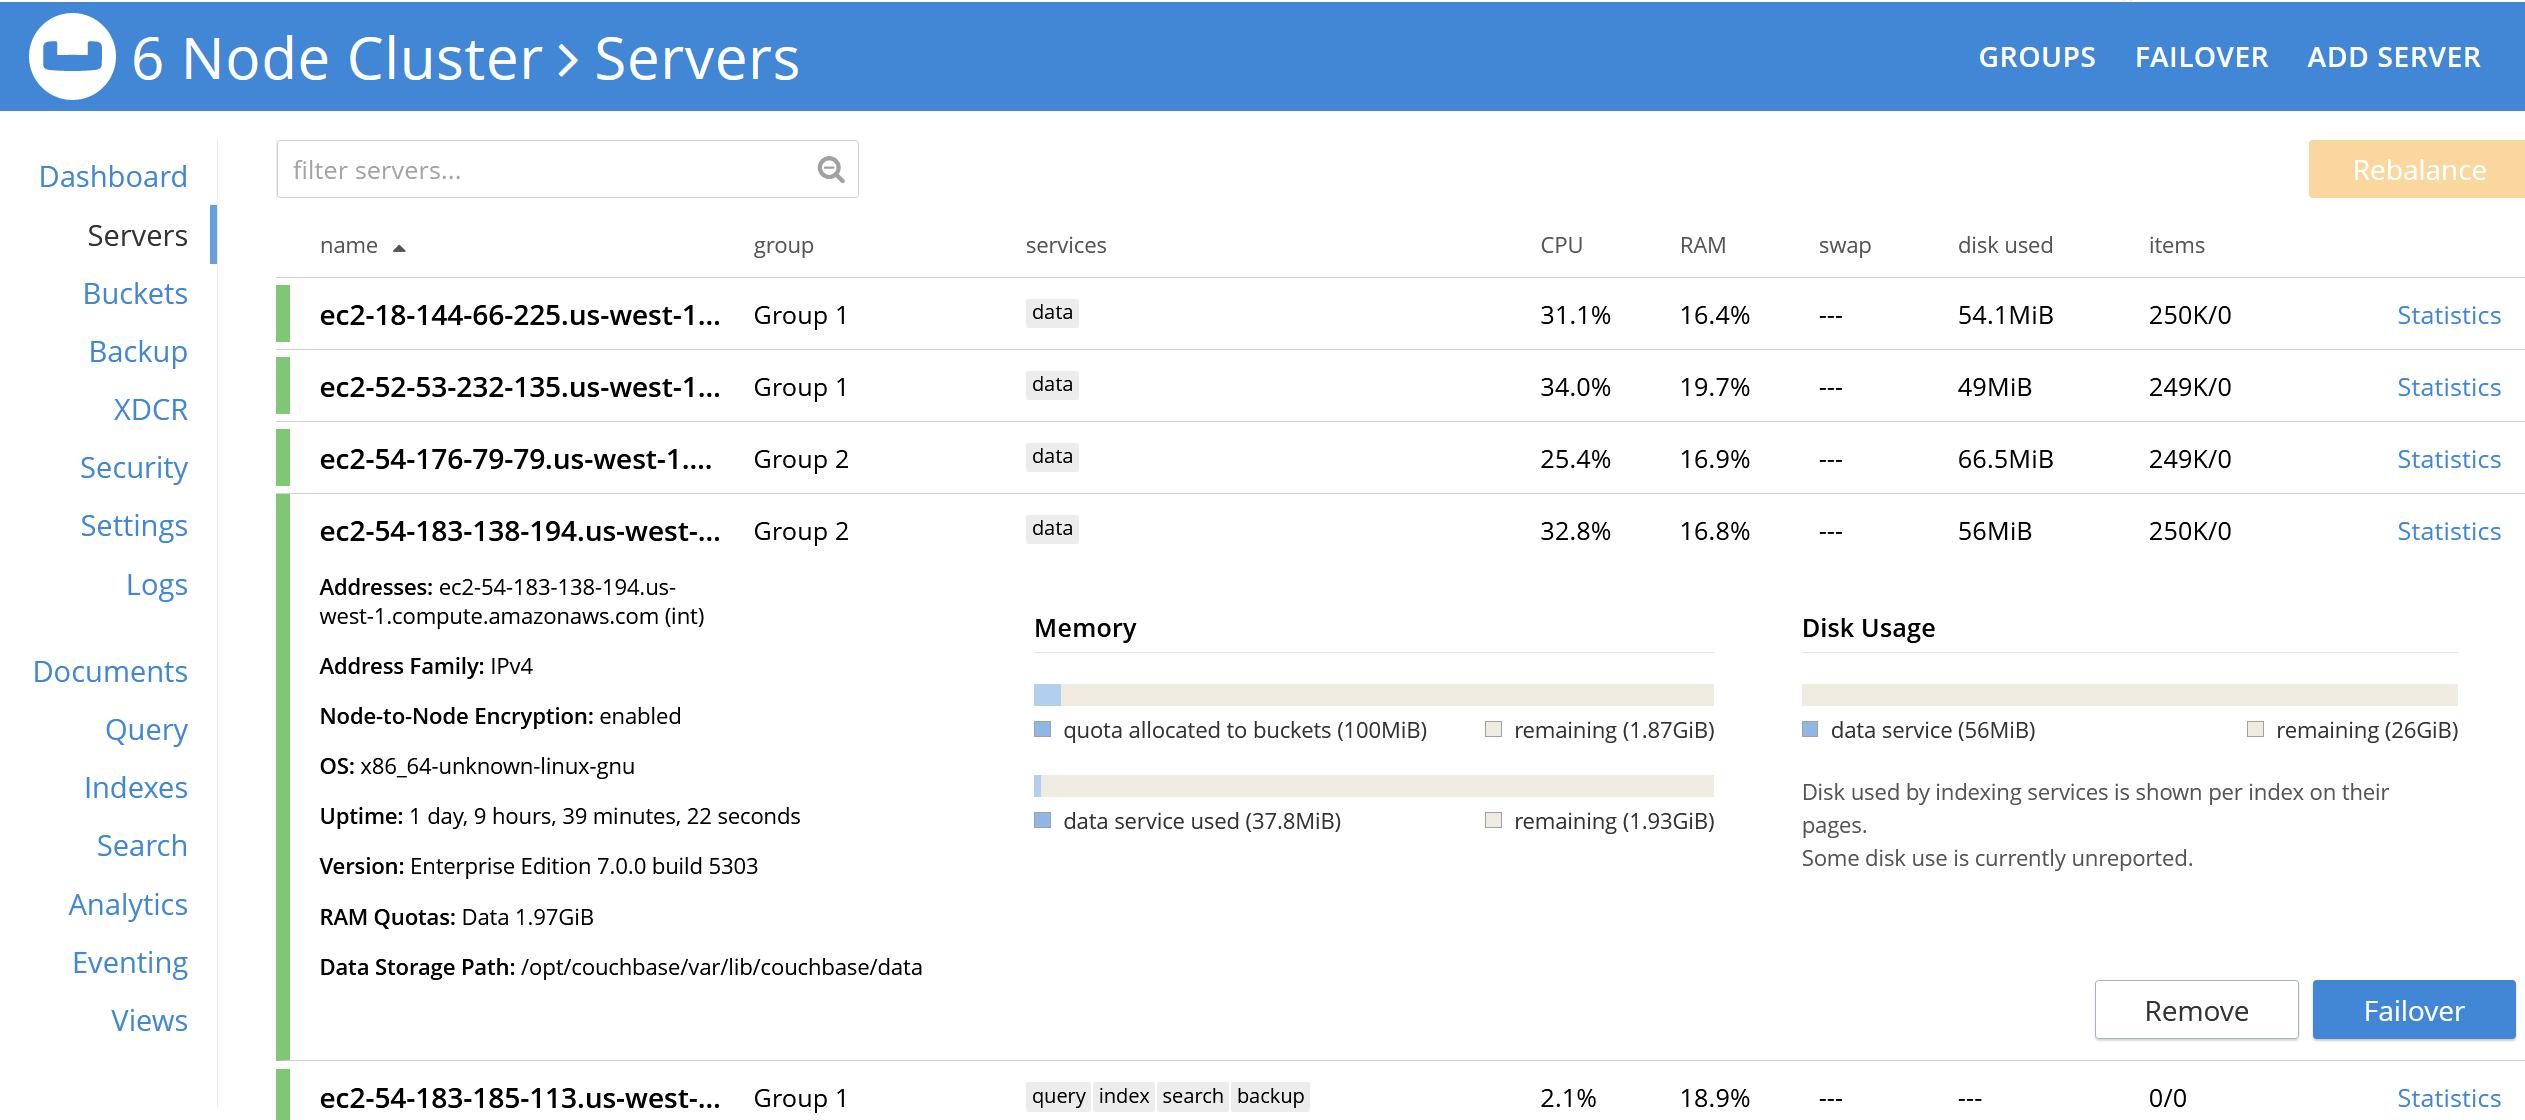 6 Node Cluster > Servers
GROUPS FAILOVER ADD SERVER
Dashboard
Servers
Buckets
Backup
XDCR
Security
Settings
Logs
Documents
Query
Indexes
Search
Analytics
Eventing
Views
filter servers...
Rebalance
name group services CPU RAM swap disk used items
ec2-18-144-66-225.us-west-1... Group 1 data 31.1% 16.4% --- 54.1MiB 250K/0 Statistics
ec2-52-53-232-135.us-west-1... Group 1 data 34.0% 19.7% --- 49MiB 249K/0 Statistics
ec2-54-176-79-79.us-west-1.... Group 2 data 25.4% 16.9% --- 66.5MiB 249K/0 Statistics
ec2-54-183-138-194.us-west-... Group 2 data 32.8% 16.8% --- 56MiB 250K/0 Statistics
Addresses: ec2-54-183-138-194.us-
west-1.compute.amazonaws.com (int)
Address Family: IPv4
Node-to-Node Encryption: enabled
OS: x86_64-unknown-linux-gnu
Uptime: 1 day, 9 hours, 39 minutes, 22 seconds
Version: Enterprise Edition 7.0.0 build 5303
RAM Quotas: Data 1.97GiB
Data Storage Path: /opt/couchbase/var/lib/couchbase/data
Memory
quota allocated to buckets (100MiB) remaining (1.87GiB)
data service used (37.8MiB) remaining (1.93GiB)
Disk Usage
data service (56MiB) remaining (26GiB)
Disk used by indexing services is shown per index on their
pages.
Some disk use is currently unreported.
Remove Failover
ec2-54-183-185-113.us-west-... Group 1 query index search backup 2.1% 18.9% --- --- 0/0 Statistics